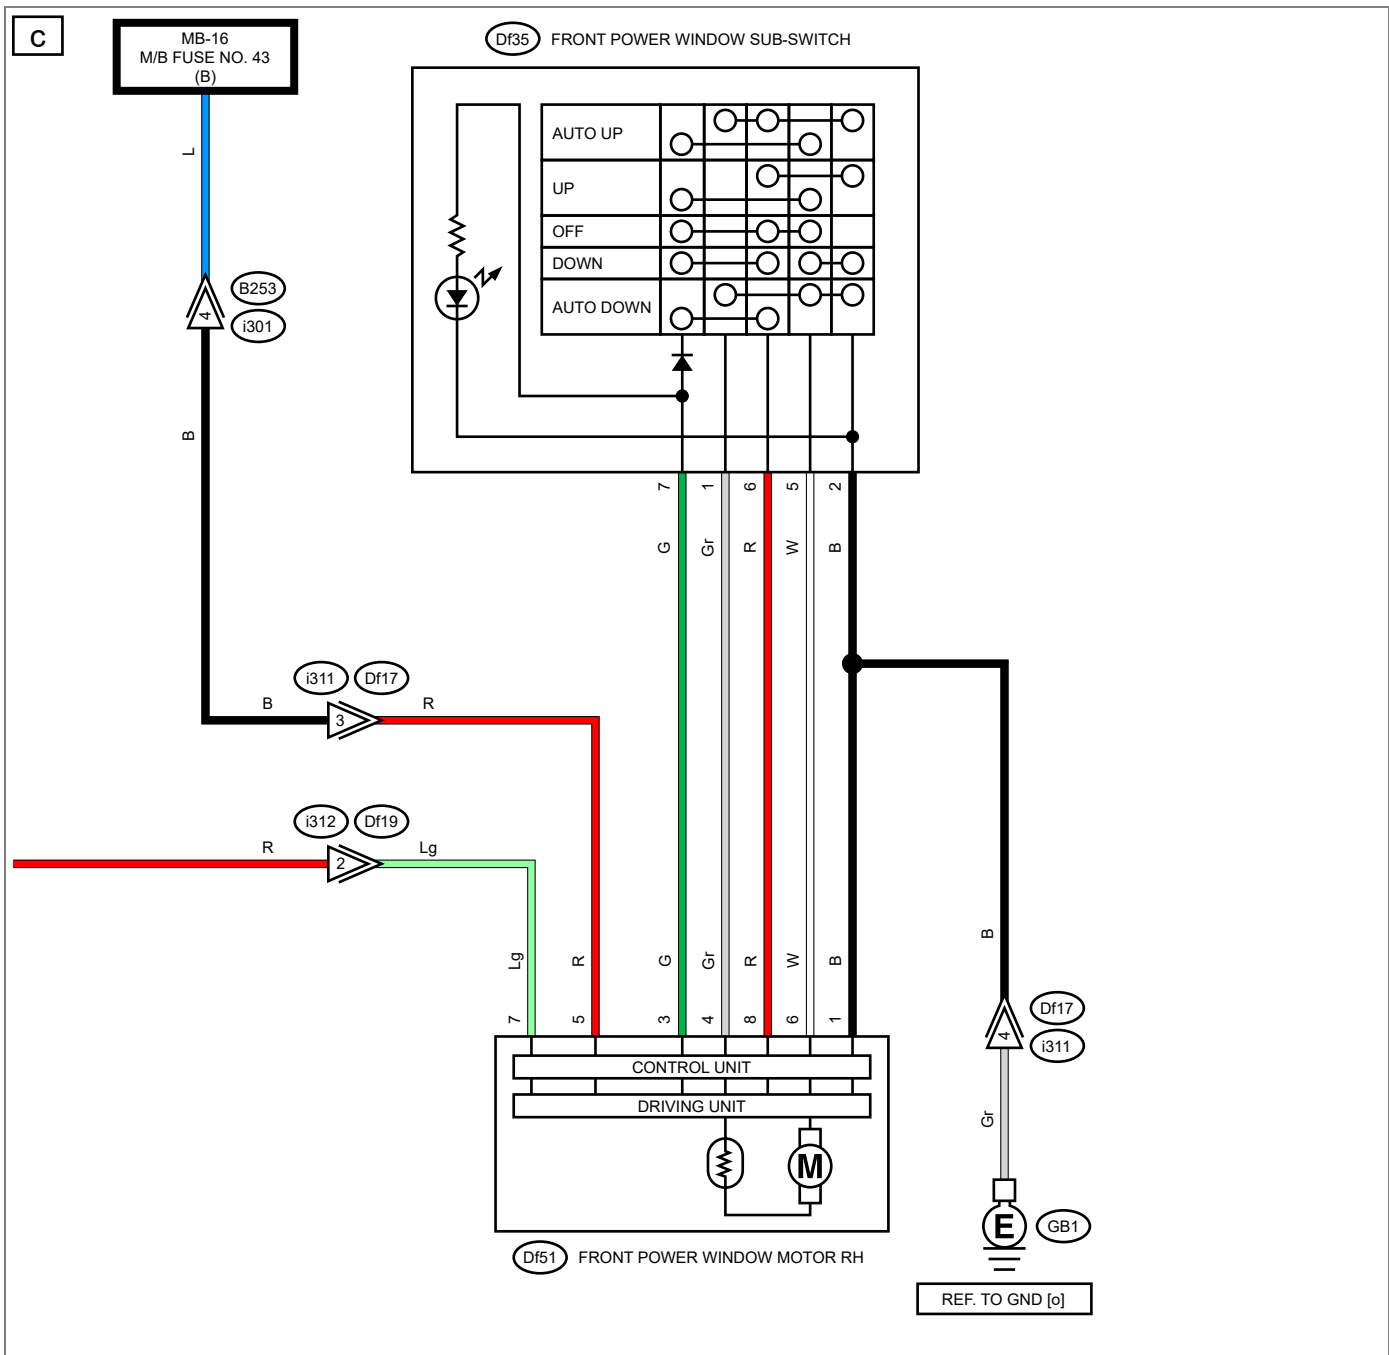 C
MB-16
M/B FUSE NO. 43
(B)
Df35 FRONT POWER WINDOW SUB-SWITCH
AUTO UP
UP
OFF
DOWN
AUTO DOWN
L
4
B253
i301
B
7 1 6 5 2
G Gr R W B
i311 Df17
B 3 R
i312 Df19
R 2 Lg
Lg R G Gr R W B
7 5 3 4 8 6 1
B
4
Df17
i311
Gr
CONTROL UNIT
DRIVING UNIT
M
E
GB1
Df51 FRONT POWER WINDOW MOTOR RH
REF. TO GND [o]